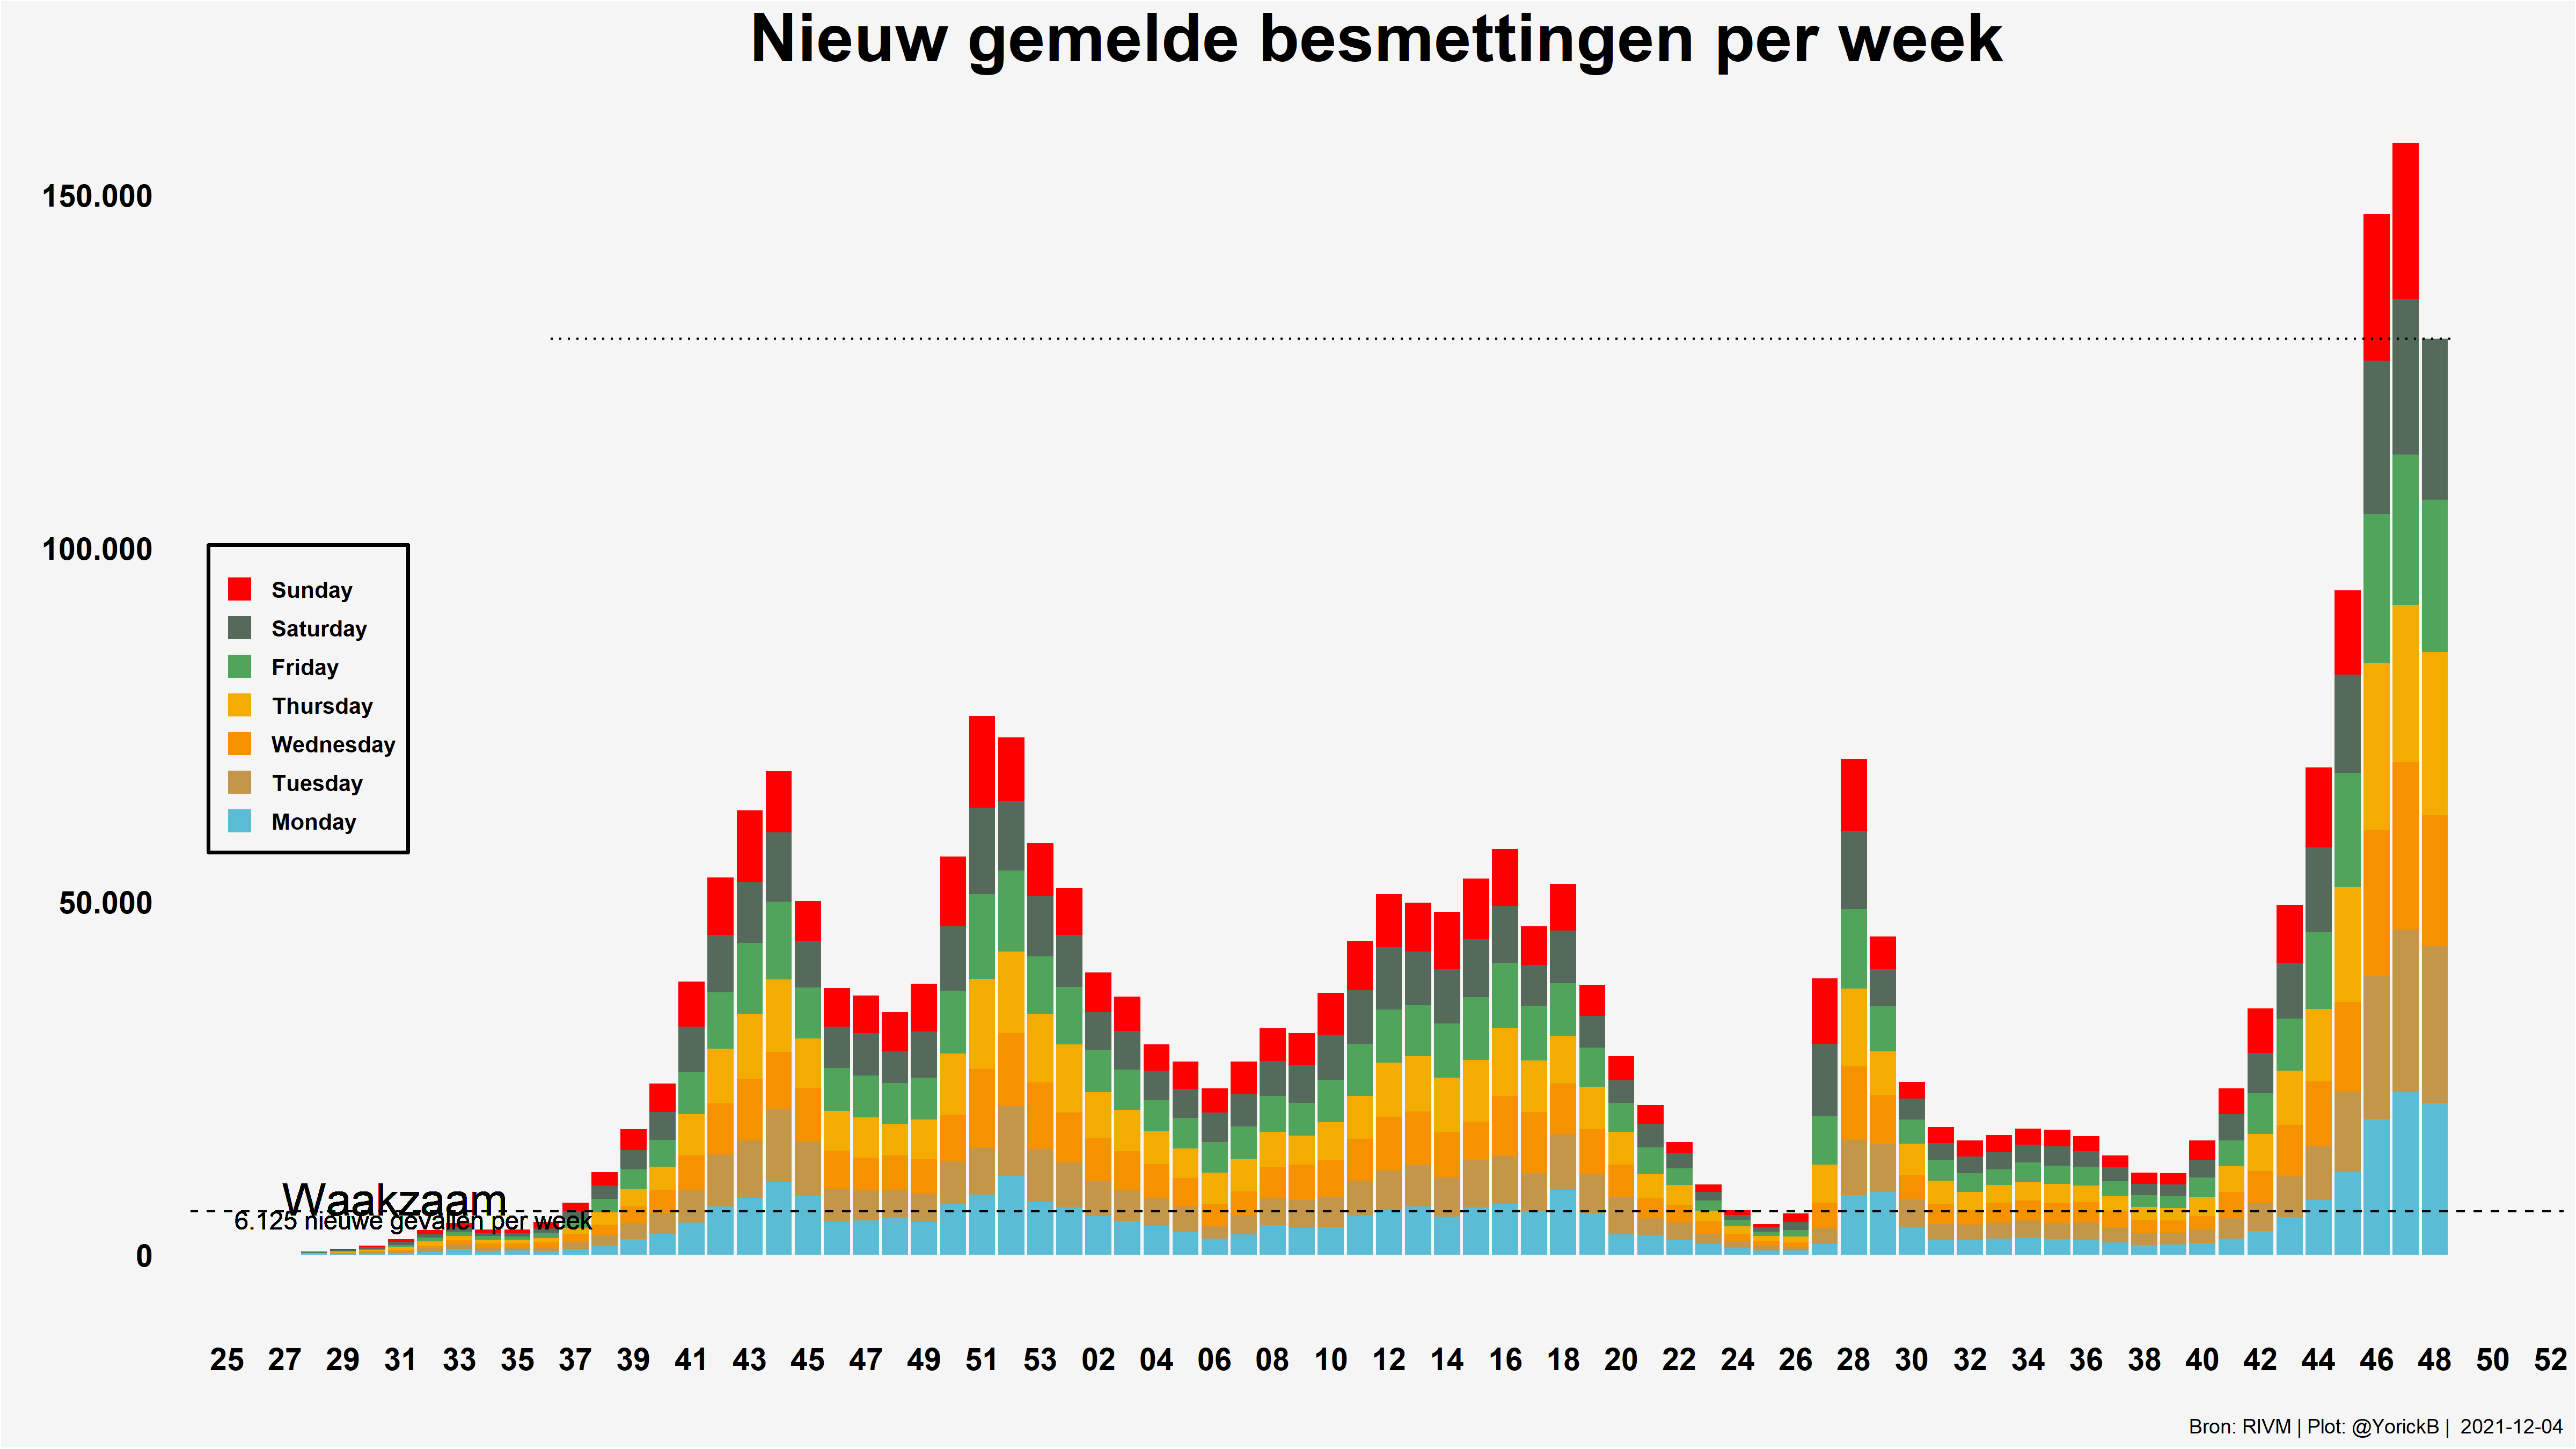 Nieuw gemelde besmettingen per week
150.000
100.000
50.000
0
Sunday
Saturday
Friday
Thursday
Wednesday
Tuesday
Monday
Waakzaam
6.125 nieuwe gevallen per week
25 27 29 31 33 35 37 39 41 43 45 47 49 51 53 02 04 06 08 10 12 14 16 18 20 22 24 26 28 30 32 34 36 38 40 42 44 46 48 50 52
Bron: RIVM | Plot: @YorickB | 2021-12-04